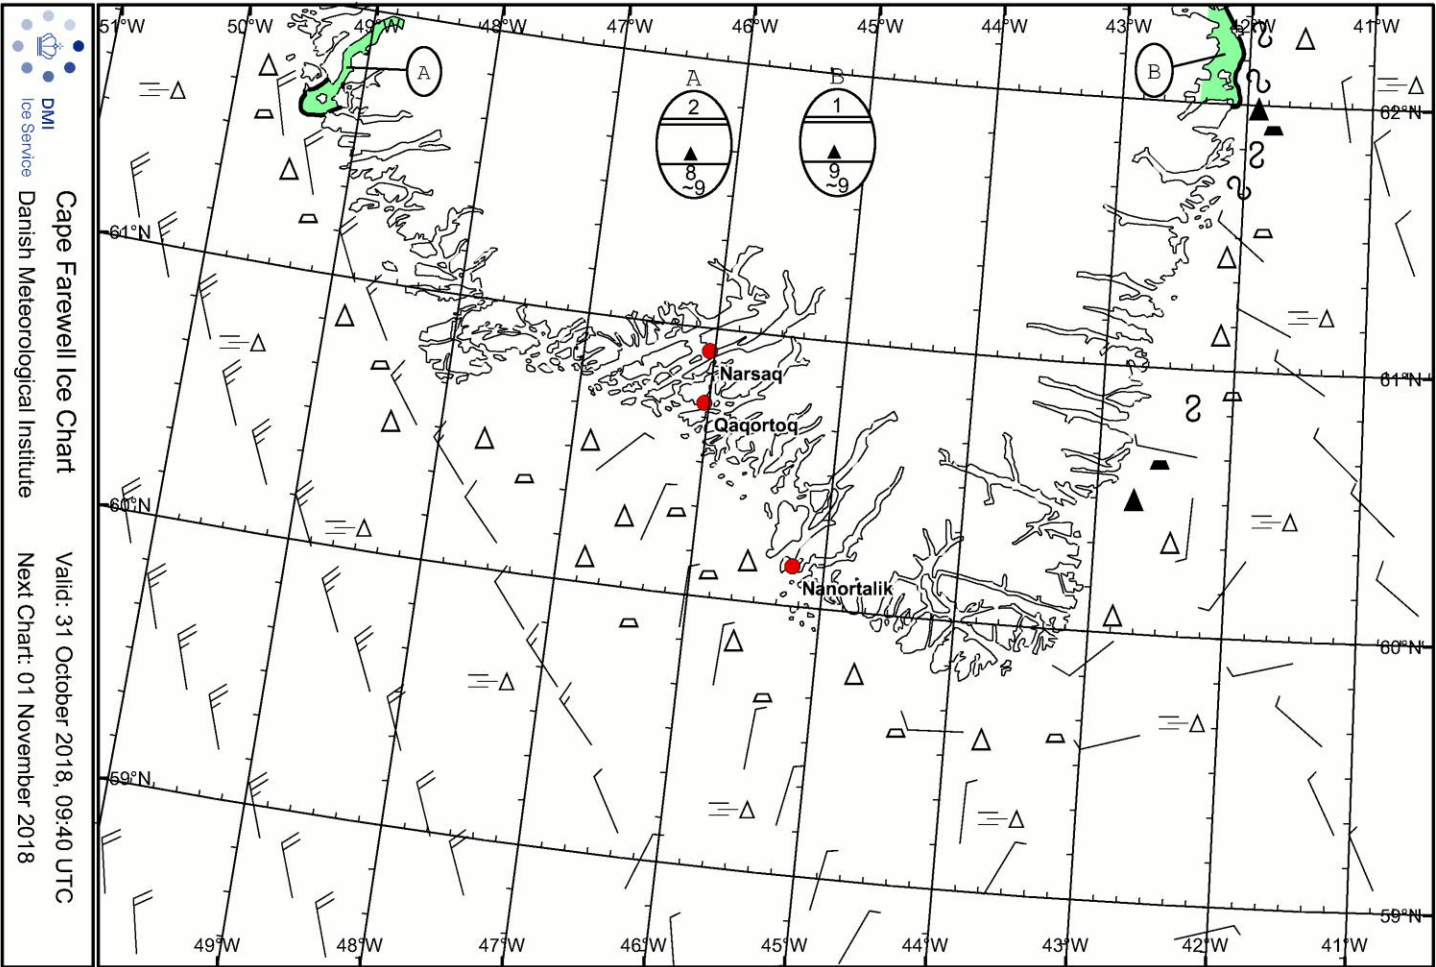 51°W 50°W 49°W 48°W 47°W 46°W 45°W 44°W 43°W 42°W 41°W
DMI
Ice Service
Cape Farewell Ice Chart
Danish Meteorological Institute
Valid: 31 October 2018, 09:40 UTC
Next Chart: 01 November 2018
A
B
A
2
8
~9
B
1
9
~9
62°N
61°N
61°N
60°N
60°N
59°N
59°N
Narsaq
Qaqortoq
Nanortalik
49°W 48°W 47°W 46°W 45°W 44°W 43°W 42°W 41°W